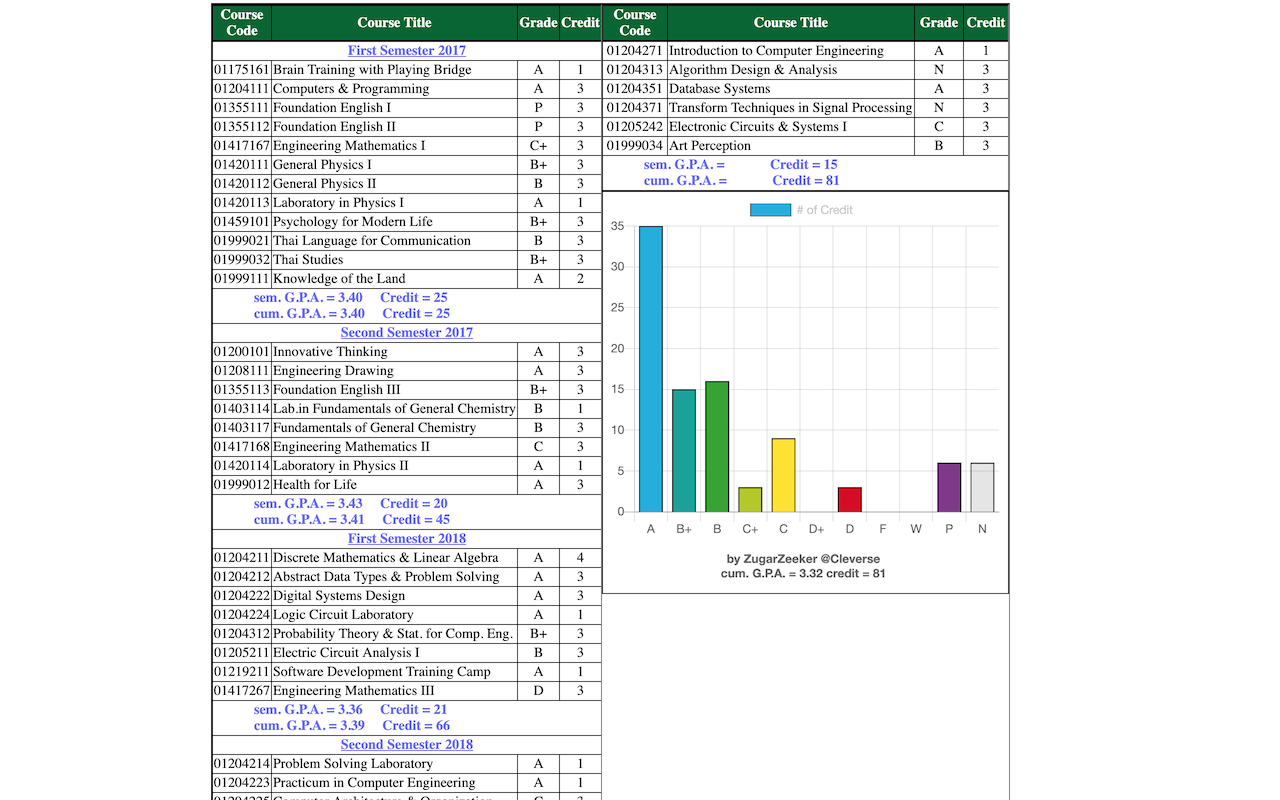 Course Code Course Title Grade Credit
First Semester 2017
01175161 Brain Training with Playing Bridge A 1
01204111 Computers & Programming A 3
01355111 Foundation English I P 3
01355112 Foundation English II P 3
01417167 Engineering Mathematics I C+ 3
01420111 General Physics I B+ 3
01420112 General Physics II B 3
01420113 Laboratory in Physics I A 1
01459101 Psychology for Modern Life B+ 3
01999021 Thai Language for Communication B 3
01999032 Thai Studies B+ 3
01999111 Knowledge of the Land A 2
sem. G.P.A. = 3.40 Credit = 25
cum. G.P.A. = 3.40 Credit = 25
Second Semester 2017
01200101 Innovative Thinking A 3
01208111 Engineering Drawing A 3
01355113 Foundation English III B+ 3
01403114 Lab.in Fundamentals of General Chemistry B 1
01403117 Fundamentals of General Chemistry B 3
01417168 Engineering Mathematics II C 3
01420114 Laboratory in Physics II A 1
01999012 Health for Life A 3
sem. G.P.A. = 3.43 Credit = 20
cum. G.P.A. = 3.41 Credit = 45
First Semester 2018
01204211 Discrete Mathematics & Linear Algebra A 4
01204212 Abstract Data Types & Problem Solving A 3
01204222 Digital Systems Design A 3
01204224 Logic Circuit Laboratory A 1
01204312 Probability Theory & Stat. for Comp. Eng. B+ 3
01205211 Electric Circuit Analysis I B 3
01219211 Software Development Training Camp A 1
01417267 Engineering Mathematics III D 3
sem. G.P.A. = 3.36 Credit = 21
cum. G.P.A. = 3.39 Credit = 66
Second Semester 2018
01204214 Problem Solving Laboratory A 1
01204223 Practicum in Computer Engineering A 1
01204225 Computer Architecture & Organization C 3
Course Code Course Title Grade Credit
01204271 Introduction to Computer Engineering A 1
01204313 Algorithm Design & Analysis N 3
01204351 Database Systems A 3
01204371 Transform Techniques in Signal Processing N 3
01205242 Electronic Circuits & Systems I C 3
01999034 Art Perception B 3
sem. G.P.A. = Credit = 15
cum. G.P.A. = Credit = 81
# of Credit
35
30
25
20
15
10
5
0
A B+ B C+ C D+ D F W P N
by ZugarZeeker @Cleverse
cum. G.P.A. = 3.32 credit = 81